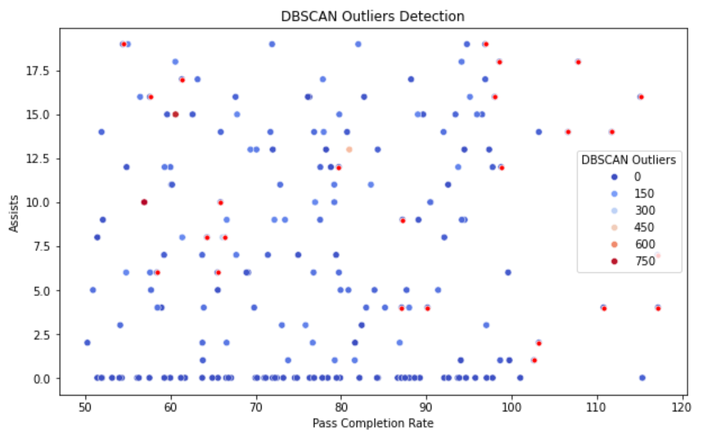 DBSCAN Outliers Detection
17.5
15.0
12.5
10.0
7.5
5.0
2.5
0.0
Assists
DBSCAN Outliers
0
150
300
450
600
750
50 60 70 80 90 100 110 120
Pass Completion Rate